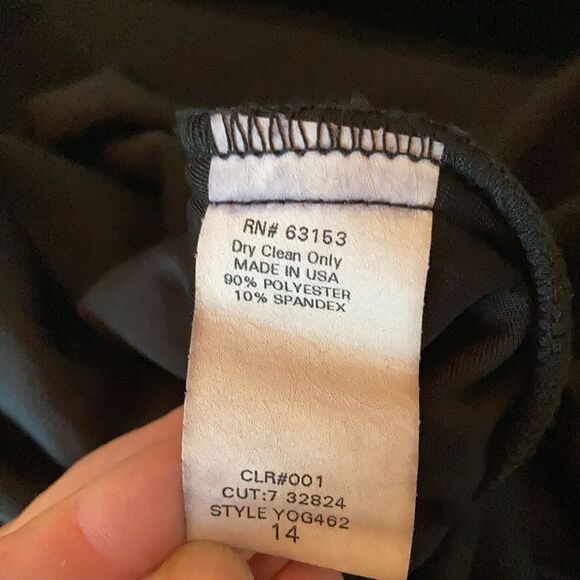 RN# 63153
Dry Clean Only
MADE IN USA
90% POLYESTER
10% SPANDEX
CLR#001
CUT:7 32824
STYLE YOG462
14